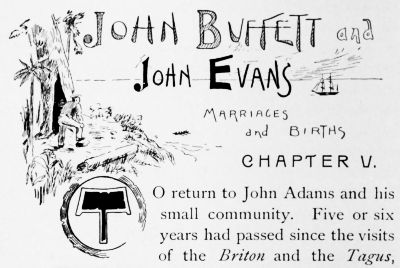 JOHN BUFFETT and
JOHN EVANS
MARRIAGES
and BIRTHS
CHAPTER V.
TO return to John Adams and his
small community. Five or six
years had passed since the visits
of the Briton and the Tagus,